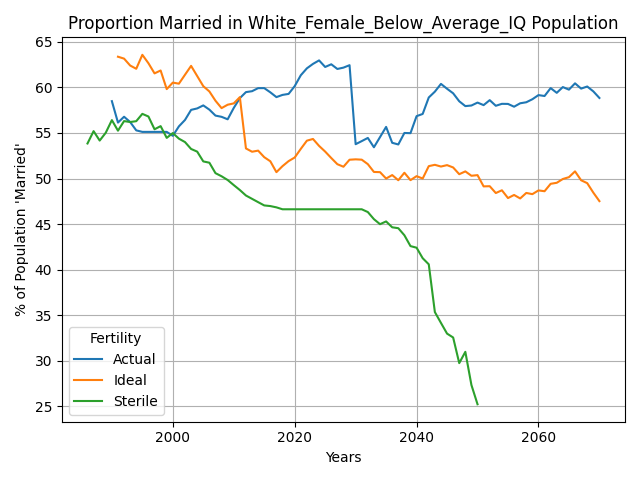 Proportion Married in White_Female_Below_Average_IQ Population
65
60
55
50
45
40
35
30
25
% of Population 'Married'
Fertility
Actual
Ideal
Sterile
2000
2020
2040
2060
Years